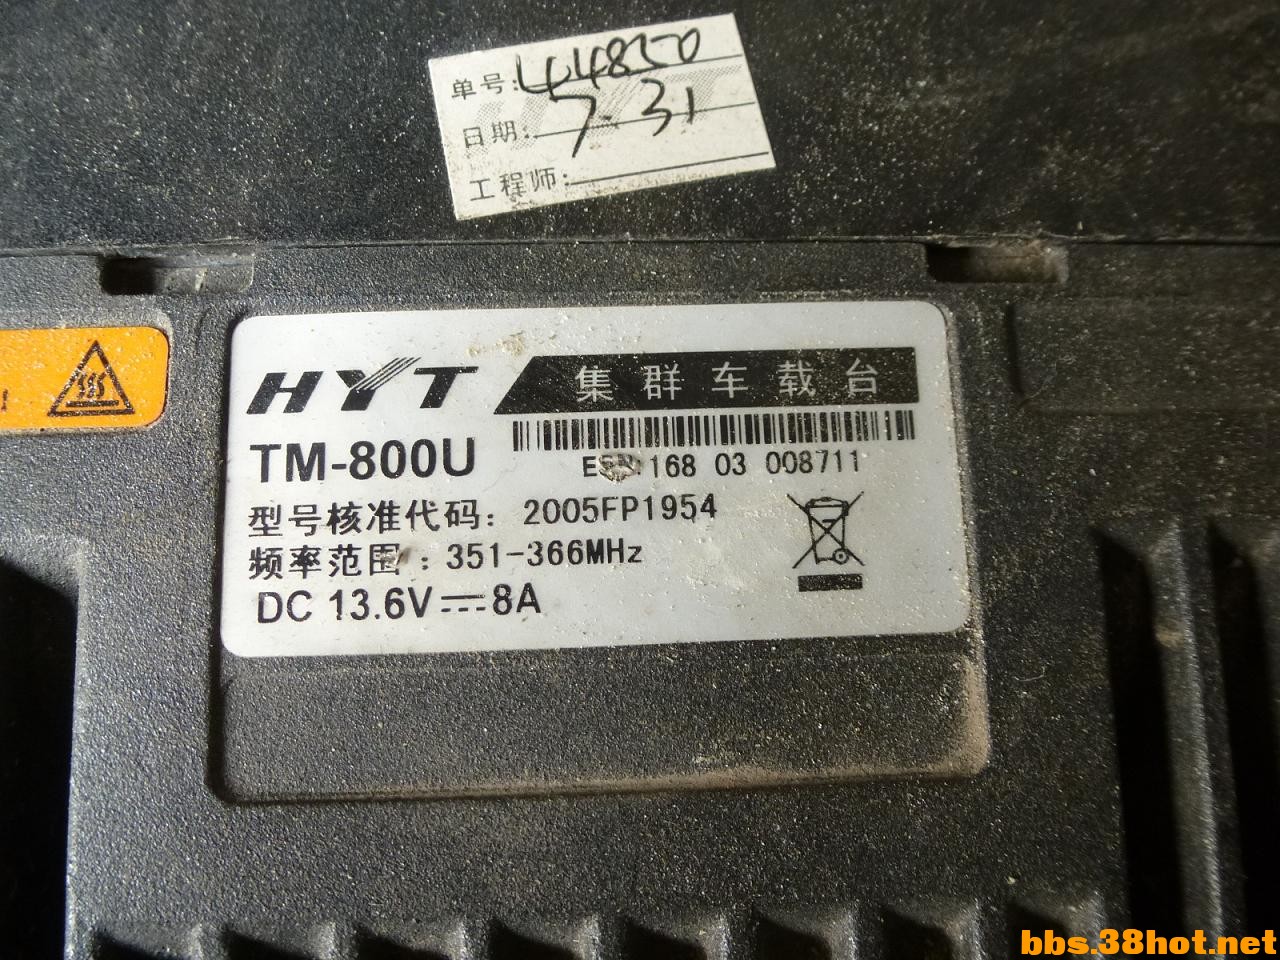 单号: 444850
日期: 7-31
工程师:
HYT 集群车载台
TM-800U
ESN: 168 03 008711
型号核准代码: 2005FP1954
频率范围: 351-366MHz
DC 13.6V⎓8A
bbs.38hot.net